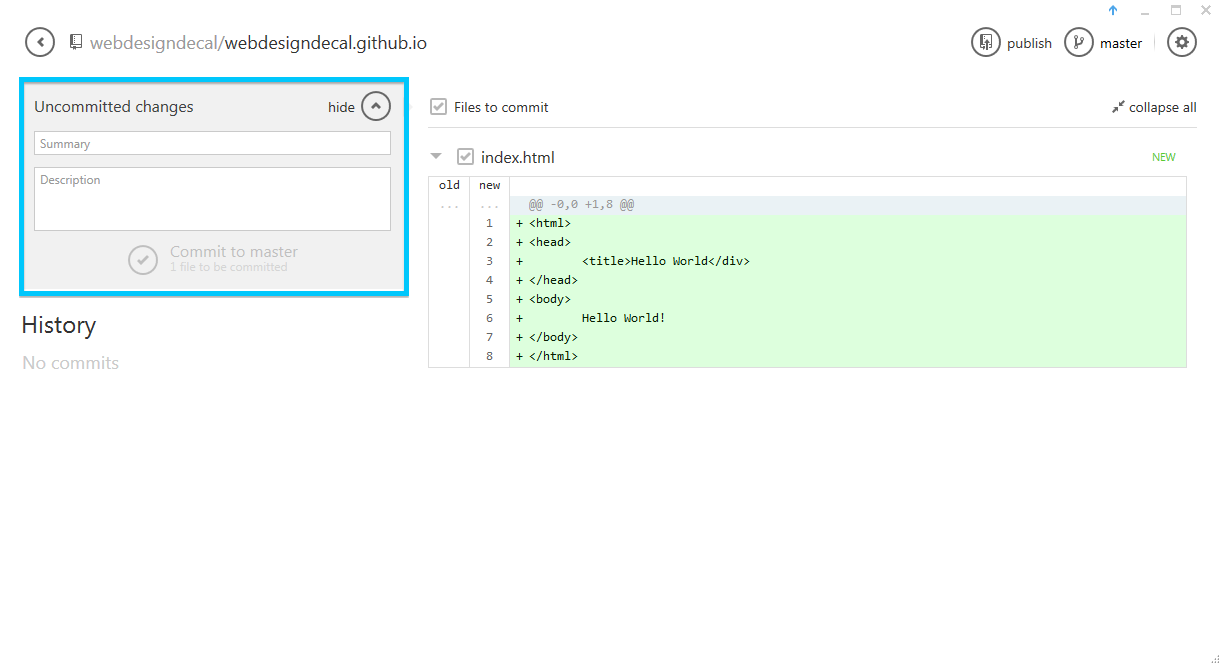 webdesigndecal/webdesigndecal.github.io
publish
master
Uncommitted changes
hide
Summary
Description
Commit to master
1 file to be committed
History
No commits
Files to commit
collapse all
index.html
NEW
old new
... ... @@ -0,0 +1,8 @@
1 + <html>
2 + <head>
3 + <title>Hello World</div>
4 + </head>
5 + <body>
6 + Hello World!
7 + </body>
8 + </html>